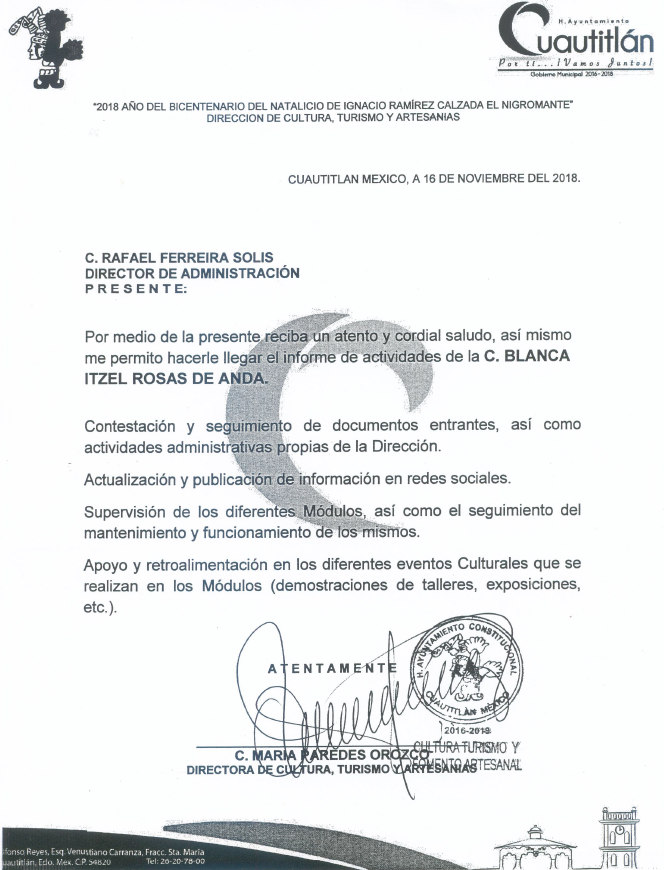 H. Ayuntamiento
Cuautitlán
Por ti...¡Vamos Juntos!
Gobierno Municipal 2016-2018
"2018 AÑO DEL BICENTENARIO DEL NATALICIO DE IGNACIO RAMÍREZ CALZADA EL NIGROMANTE"
DIRECCION DE CULTURA, TURISMO Y ARTESANIAS
CUAUTITLAN MEXICO, A 16 DE NOVIEMBRE DEL 2018.
C. RAFAEL FERREIRA SOLIS
DIRECTOR DE ADMINISTRACIÓN
P R E S E N T E:
Por medio de la presente reciba un atento y cordial saludo, así mismo
me permito hacerle llegar el informe de actividades de la C. BLANCA
ITZEL ROSAS DE ANDA.
Contestación y seguimiento de documentos entrantes, así como
actividades administrativas propias de la Dirección.
Actualización y publicación de información en redes sociales.
Supervisión de los diferentes Módulos, así como el seguimiento del
mantenimiento y funcionamiento de los mismos.
Apoyo y retroalimentación en los diferentes eventos Culturales que se
realizan en los Módulos (demostraciones de talleres, exposiciones,
etc.).
A T E N T A M E N T E
H. AYUNTAMIENTO CONSTITUCIONAL
CUAUTITLAN MEXICO
2016-2018
CULTURA TURISMO Y
FOMENTO ARTESANAL
C. MARIA PAREDES OROZCO
DIRECTORA DE CULTURA, TURISMO Y ARTESANIAS
fonso Reyes, Esq. Venustiano Carranza, Fracc. Sta. Maria
uautitlán, Edo. Mex. C.P. 54820 Tel: 26-20-78-00